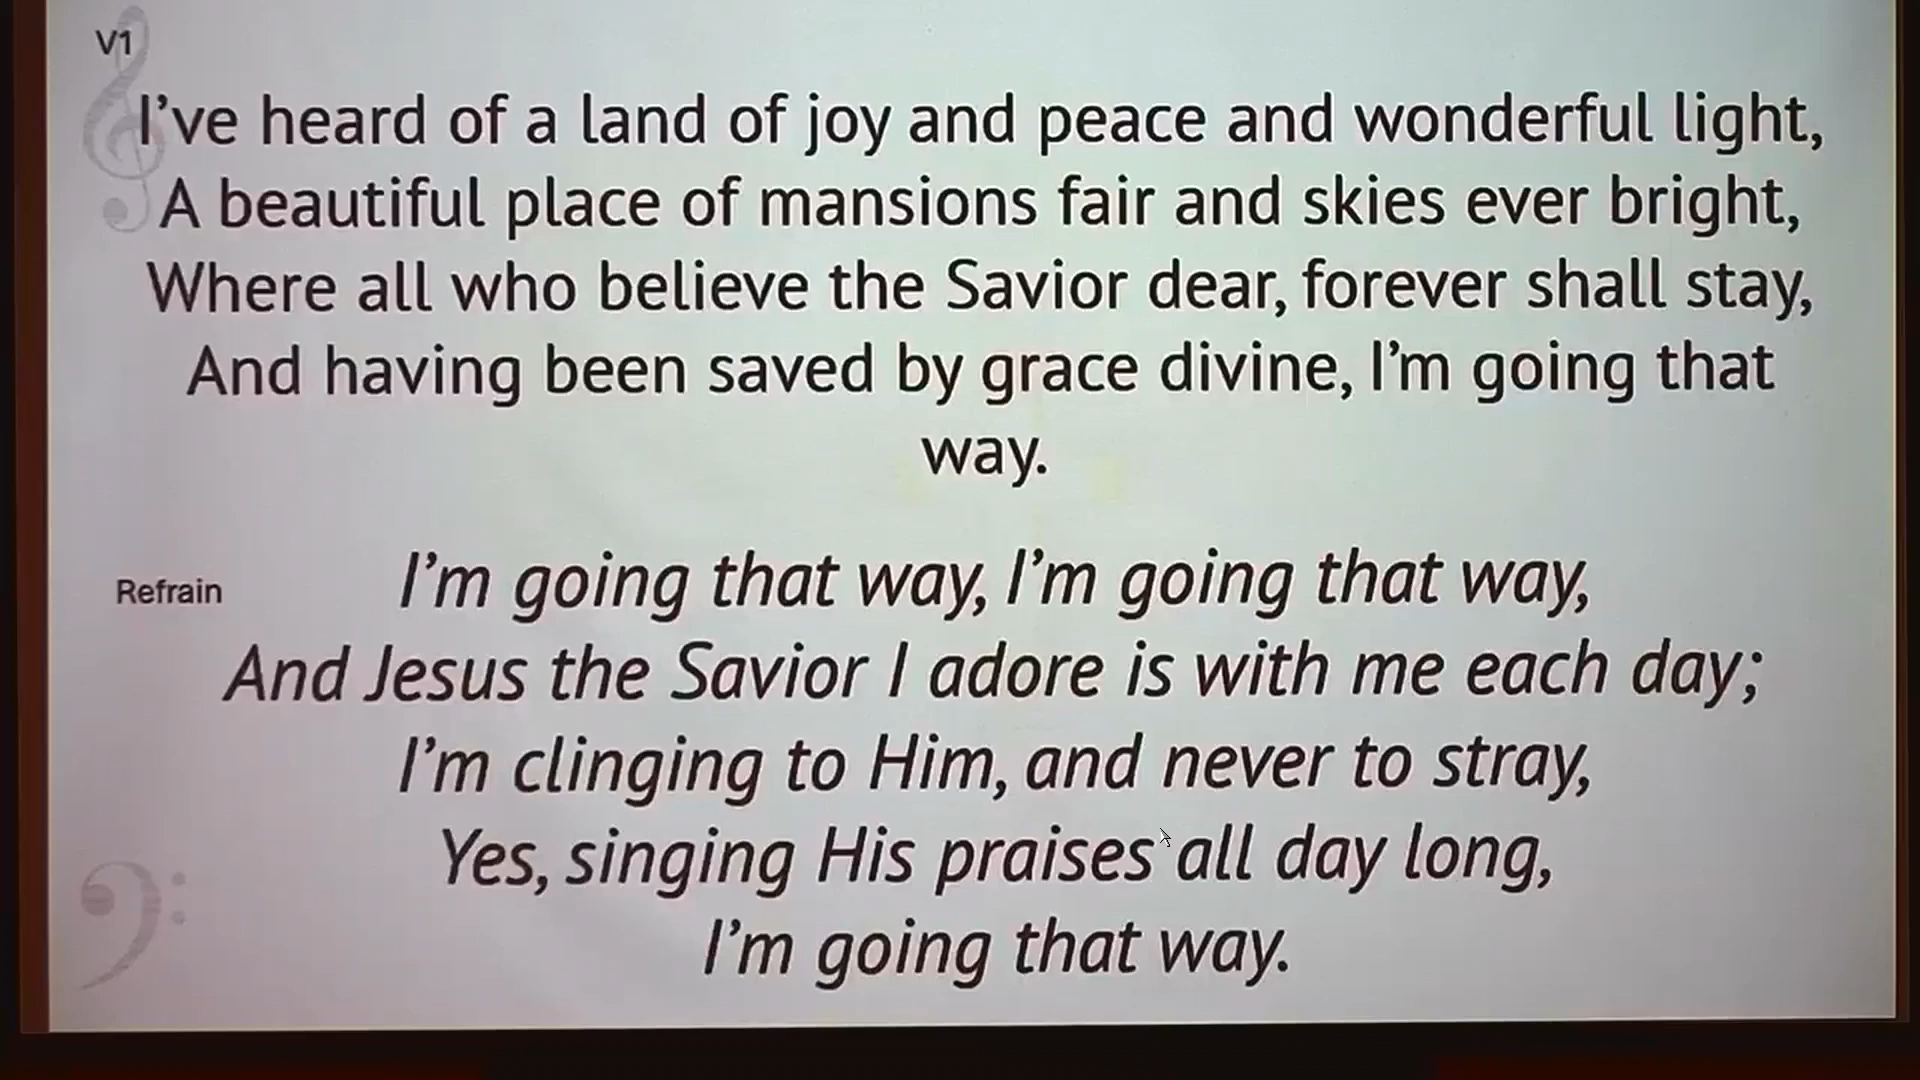 V1
I've heard of a land of joy and peace and wonderful light,
A beautiful place of mansions fair and skies ever bright,
Where all who believe the Savior dear, forever shall stay,
And having been saved by grace divine, I'm going that
way.
Refrain
I'm going that way, I'm going that way,
And Jesus the Savior I adore is with me each day;
I'm clinging to Him, and never to stray,
Yes, singing His praises all day long,
I'm going that way.